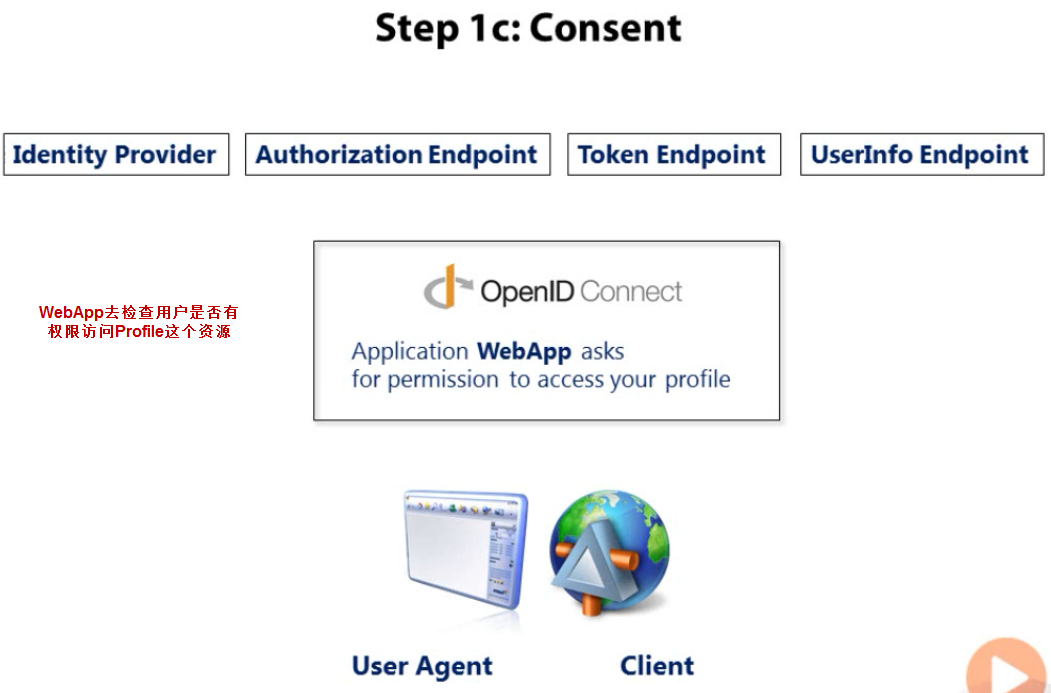 Step 1c: Consent
Identity Provider
Authorization Endpoint
Token Endpoint
UserInfo Endpoint
OpenID Connect
WebApp去检查用户是否有
权限访问Profile这个资源
Application WebApp asks
for permission to access your profile
User Agent
Client